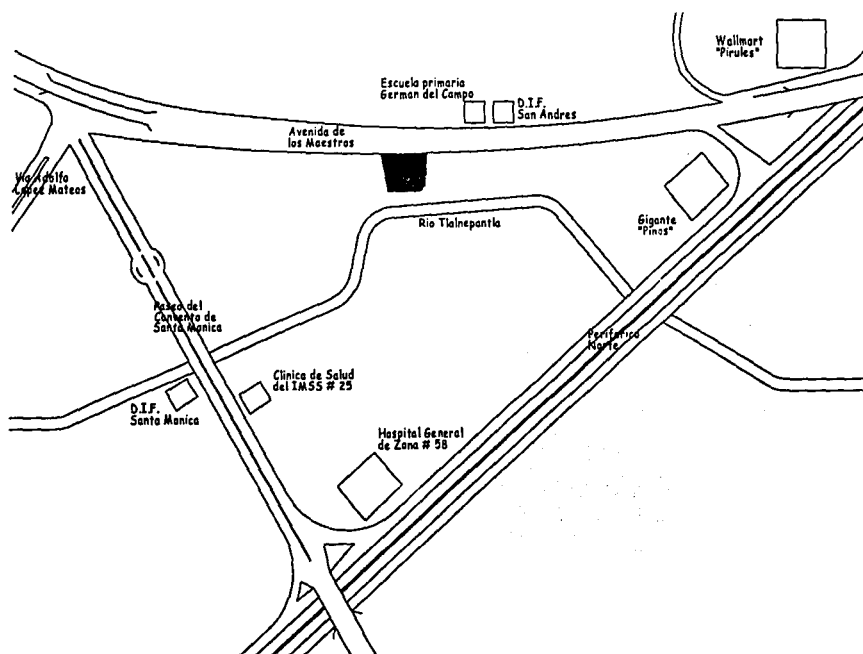 Wallmart
"Pirules"
Escuela primaria
German del Campo
D.I.F.
San Andres
Avenida de
los Maestros
Via Adolfo
Lopez Mateos
Gigante
"Pinos"
Rio Tlalnepantla
Paseo del
Convento de
Santa Monica
Periferico
Norte
Clinica de Salud
del IMSS # 25
D.I.F.
Santa Monica
Hospital General
de Zona # 58